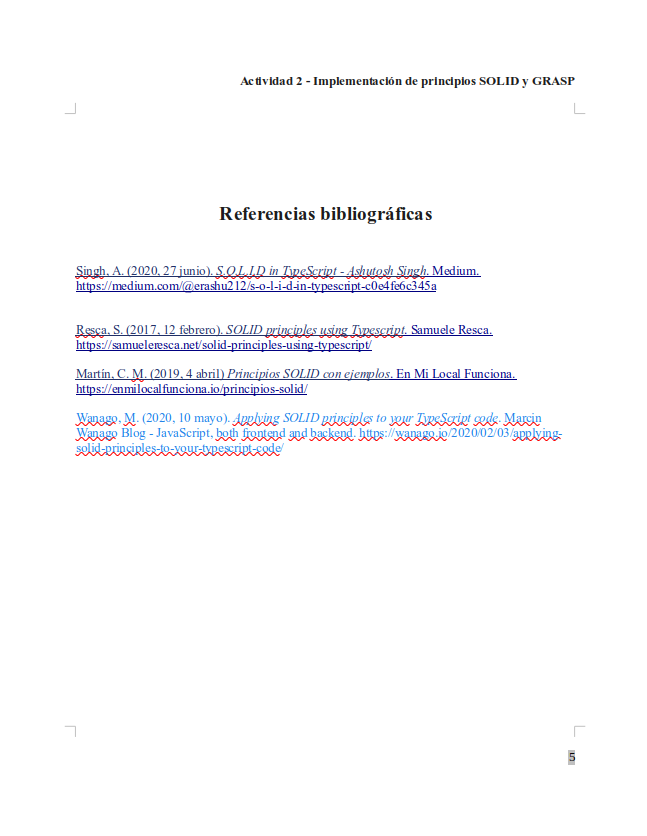 Actividad 2 - Implementación de principios SOLID y GRASP
Referencias bibliográficas
Singh, A. (2020, 27 junio). S.O.L.I.D in TypeScript - Ashutosh Singh. Medium.
https://medium.com/@erashu212/s-o-l-i-d-in-typescript-c0e4fe6c345a
Resca, S. (2017, 12 febrero). SOLID principles using Typescript. Samuele Resca.
https://samueleresca.net/solid-principles-using-typescript/
Martín, C. M. (2019, 4 abril) Principios SOLID con ejemplos. En Mi Local Funciona.
https://enmilocalfunciona.io/principios-solid/
Wanago, M. (2020, 10 mayo). Applying SOLID principles to your TypeScript code. Marcin
Wanago Blog - JavaScript, both frontend and backend. https://wanago.io/2020/02/03/applying-
solid-principles-to-your-typescript-code/
5